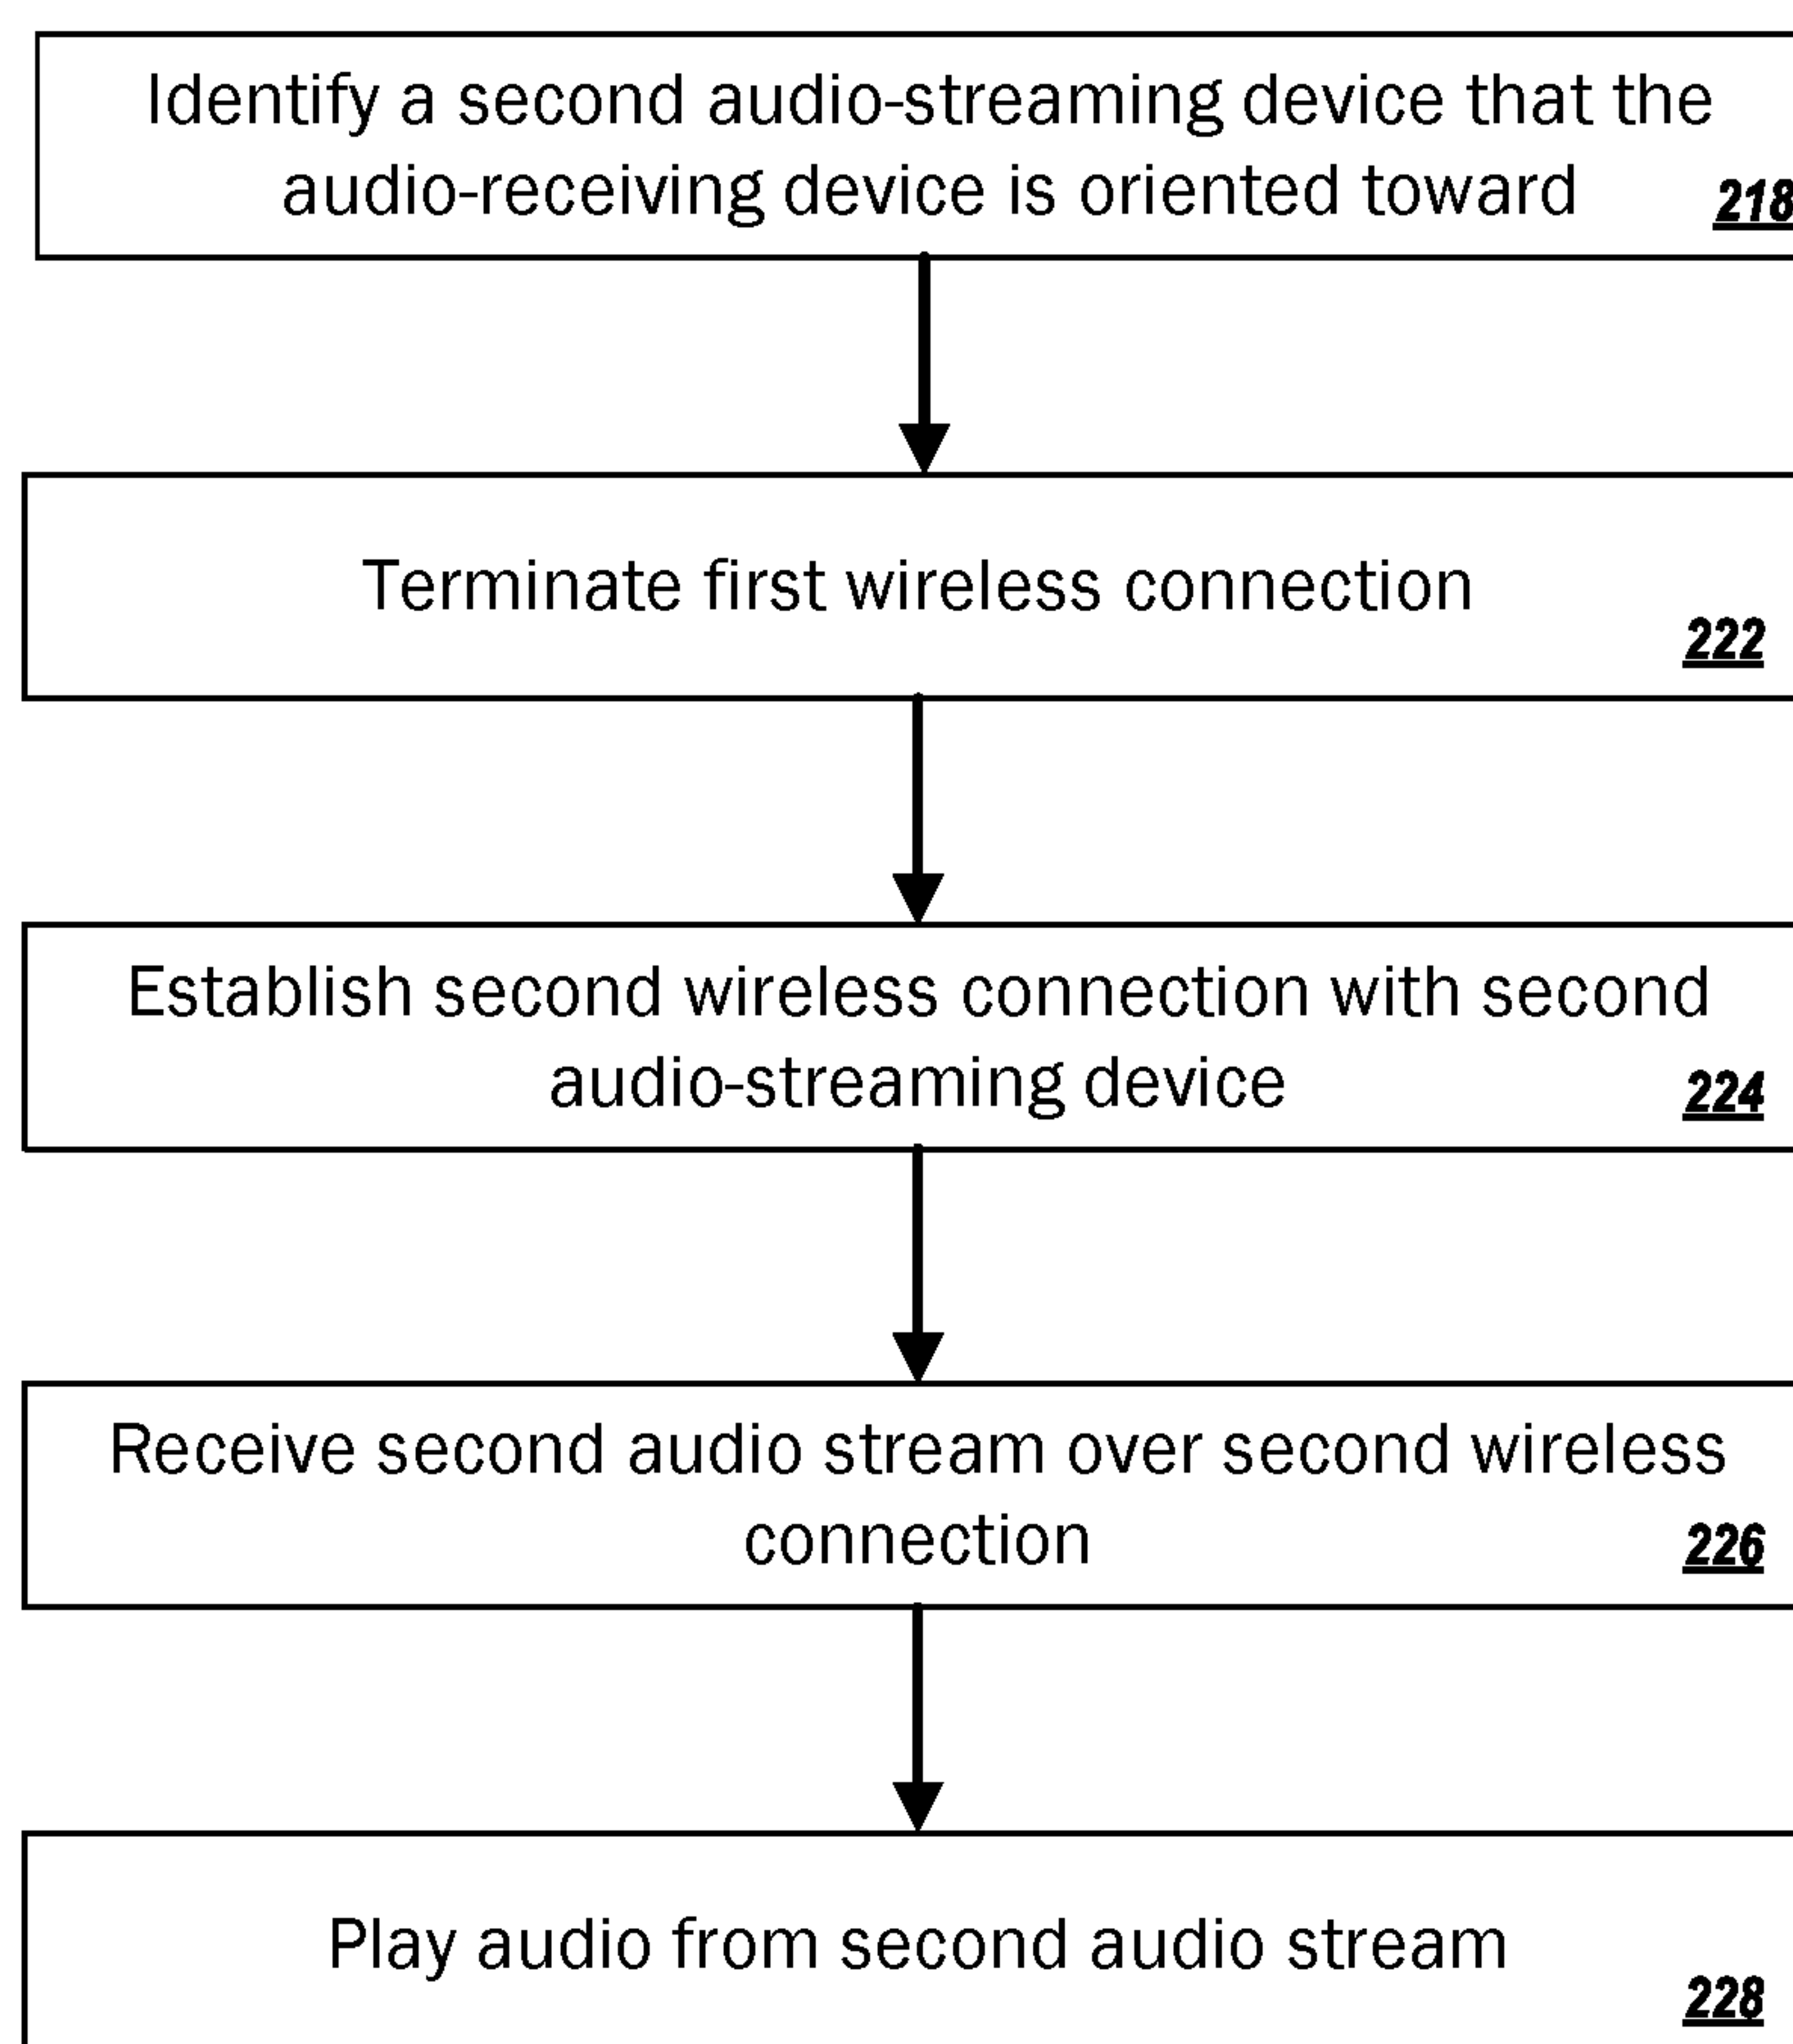 Identify a second audio-streaming device that the
audio-receiving device is oriented toward
218
Terminate first wireless connection
222
Establish second wireless connection with second
audio-streaming device
224
Receive second audio stream over second wireless
connection
226
Play audio from second audio stream
228